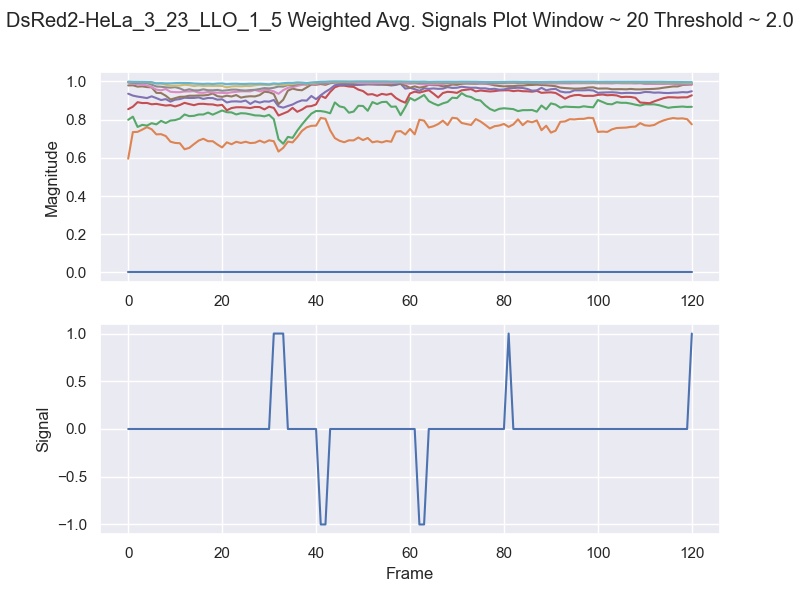 DsRed2-HeLa_3_23_LLO_1_5 Weighted Avg. Signals Plot Window ~ 20 Threshold ~ 2.0
1.0
0.8
0.6
0.4
0.2
0.0
Magnitude
0 20 40 60 80 100 120
1.0
0.5
0.0
−0.5
−1.0
Signal
0 20 40 60 80 100 120
Frame